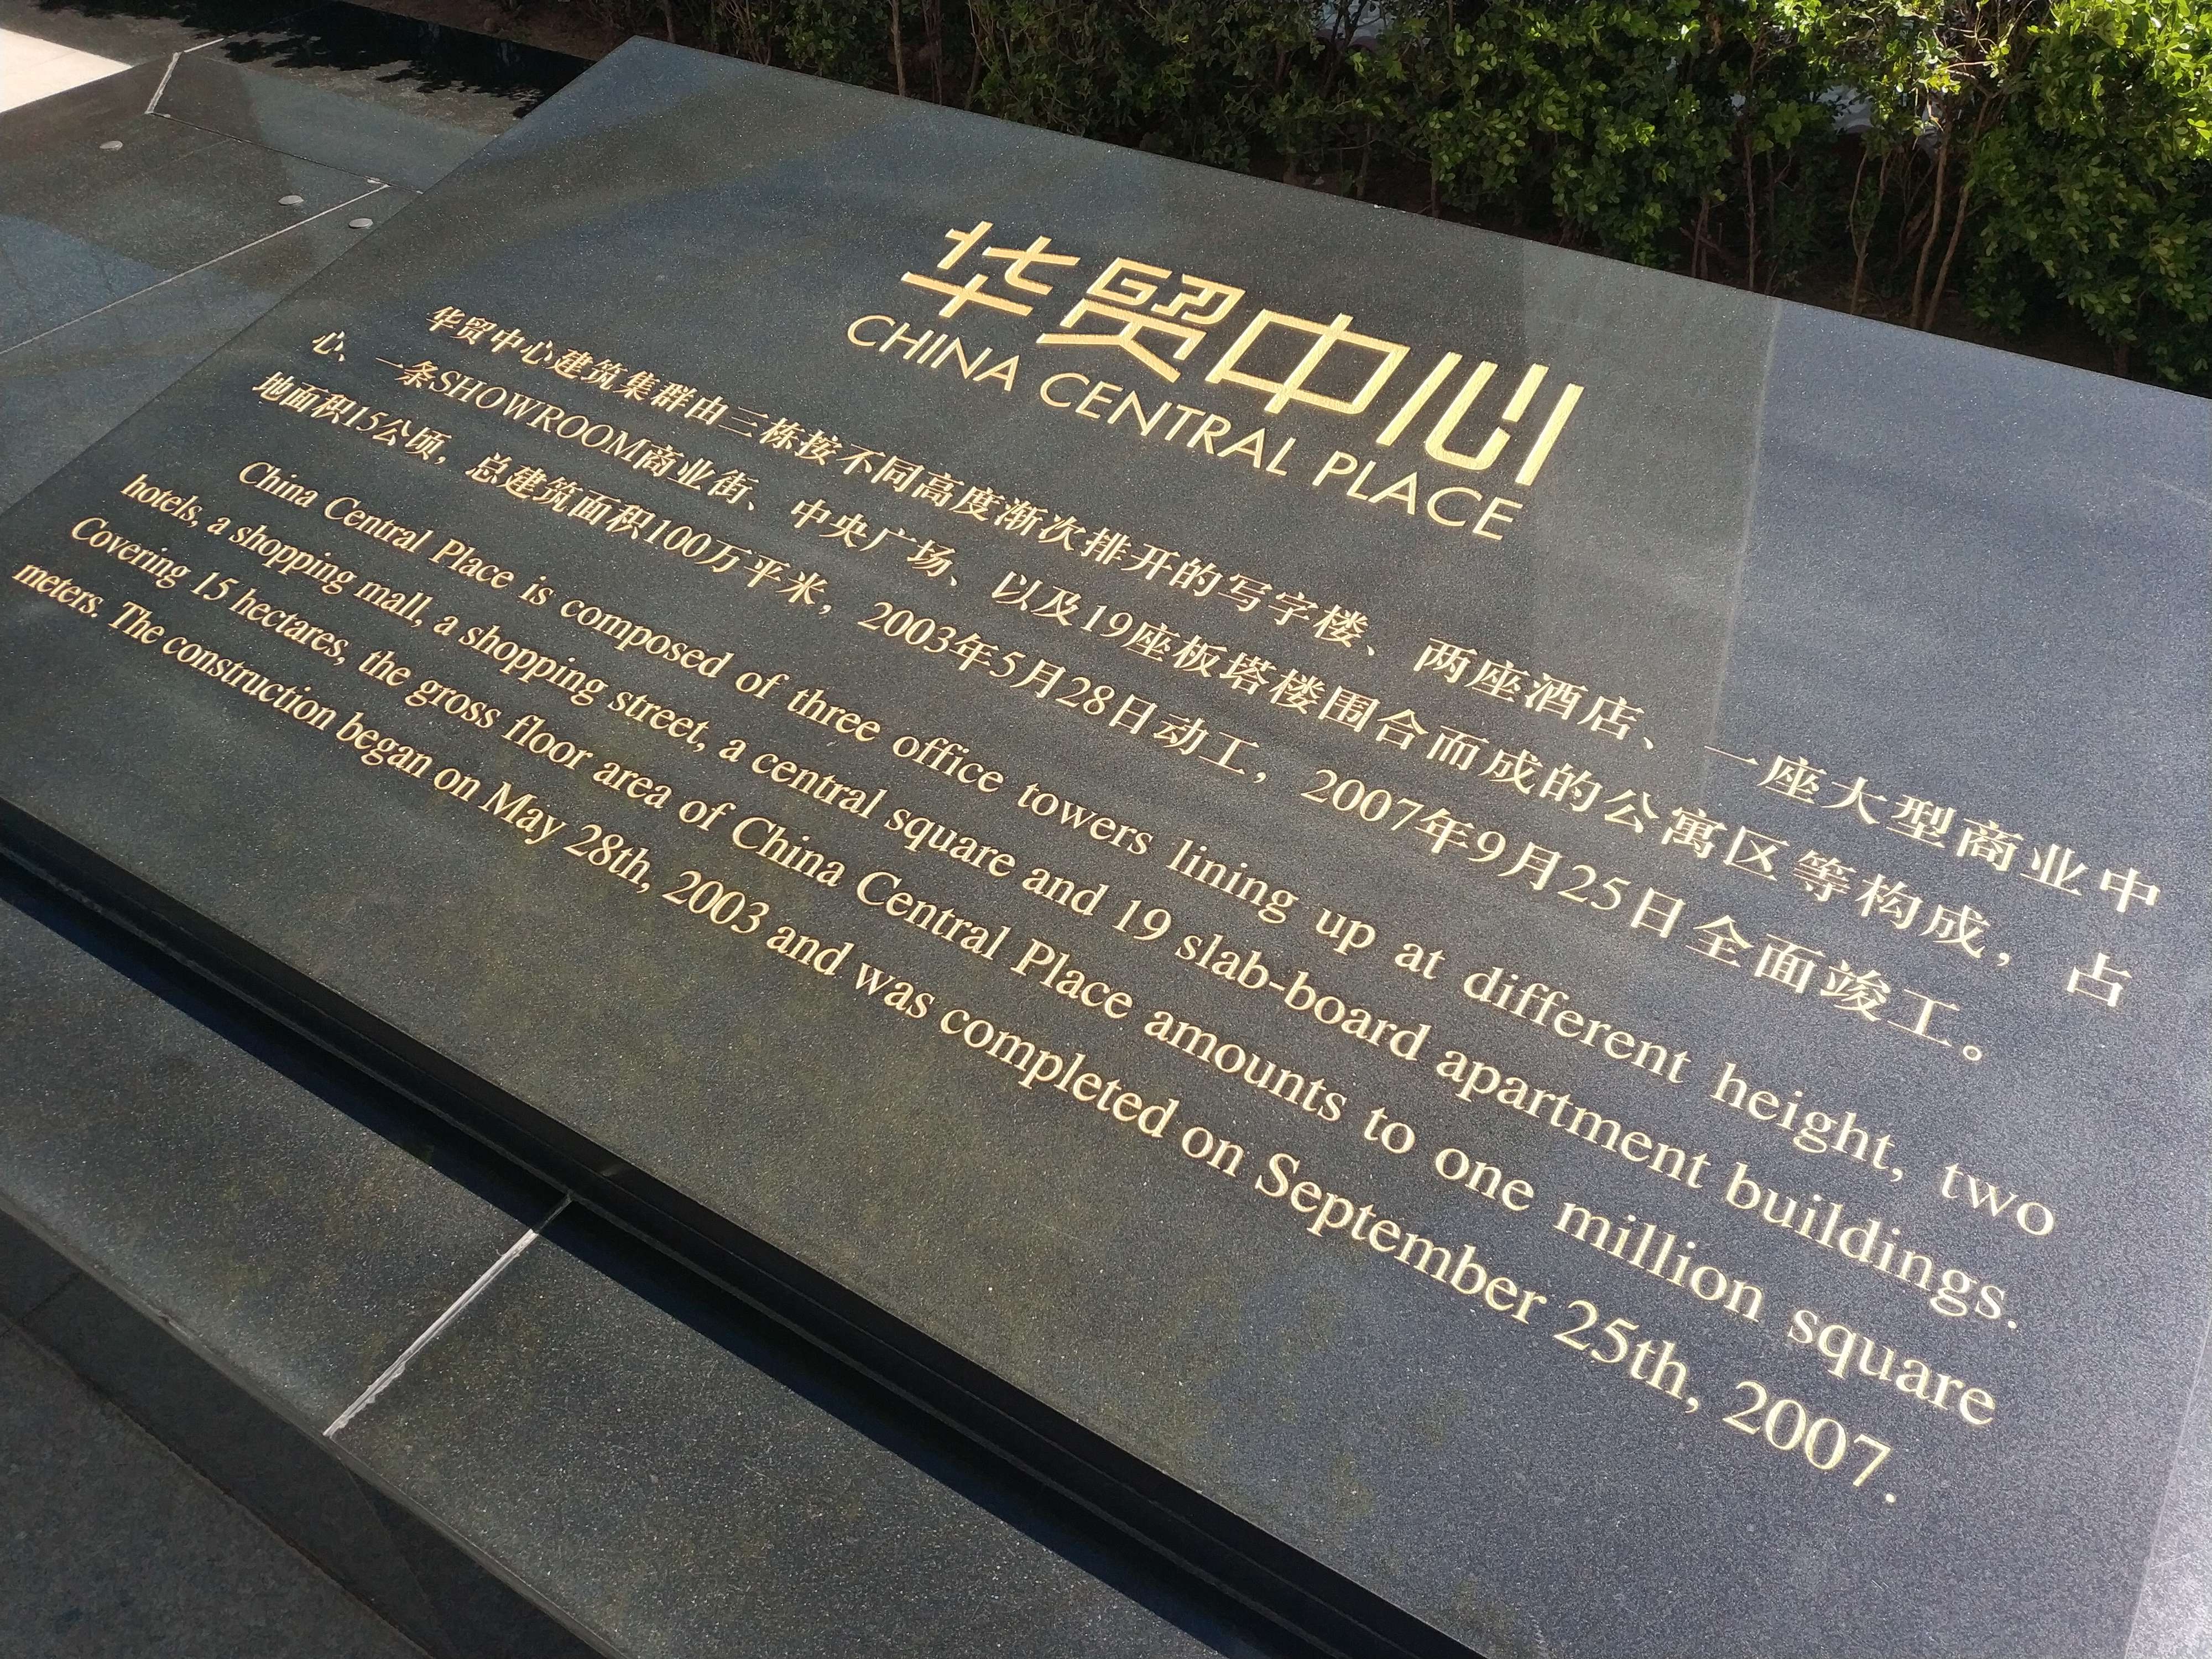 华贸中心
CHINA CENTRAL PLACE
华贸中心建筑集群由三栋按不同高度渐次排开的写字楼、两座酒店、一座大型商业中
心、一条SHOWROOM商业街、中央广场、以及19座板塔楼围合而成的公寓区等构成，占
地面积15公顷，总建筑面积100万平米，2003年5月28日动工，2007年9月25日全面竣工。
China Central Place is composed of three office towers lining up at different height, two
hotels, a shopping mall, a shopping street, a central square and 19 slab-board apartment buildings.
Covering 15 hectares, the gross floor area of China Central Place amounts to one million square
meters. The construction began on May 28th, 2003 and was completed on September 25th, 2007.